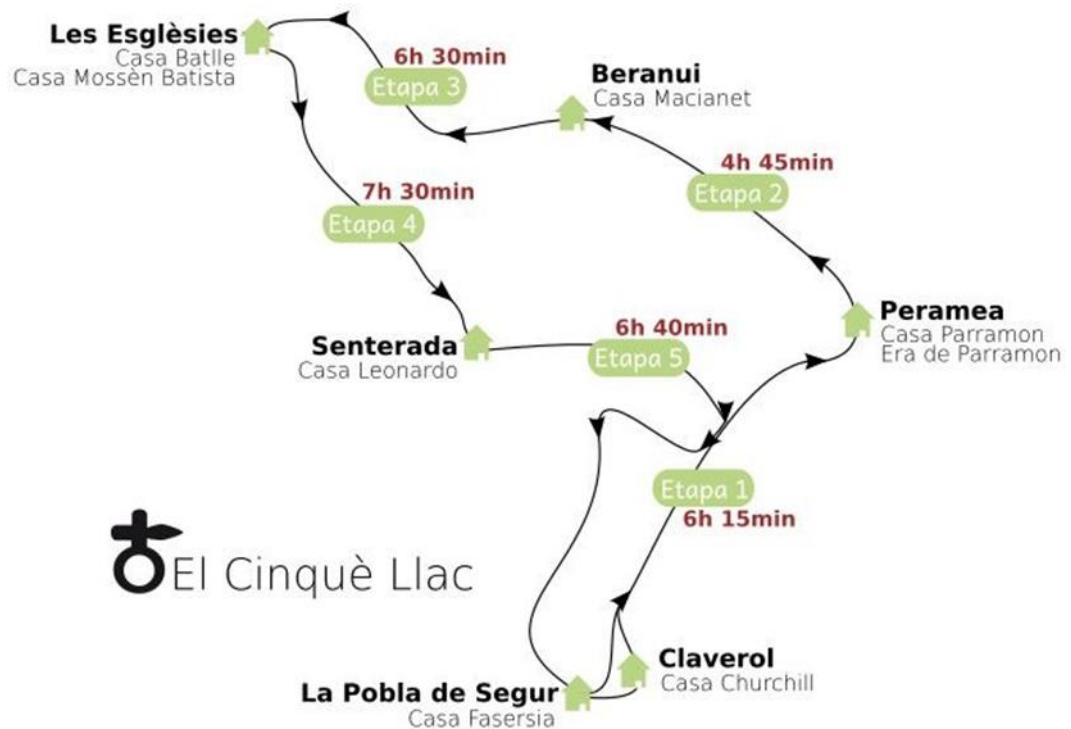 Les Esglèsies
Casa Batlle
Casa Mossèn Batista
6h 30min
Etapa 3
Beranui
Casa Macianet
4h 45min
Etapa 2
7h 30min
Etapa 4
Peramea
Casa Parramon
Era de Parramon
Senterada
Casa Leonardo
6h 40min
Etapa 5
Etapa 1
6h 15min
El Cinquè Llac
Claverol
Casa Churchill
La Pobla de Segur
Casa Fasersia